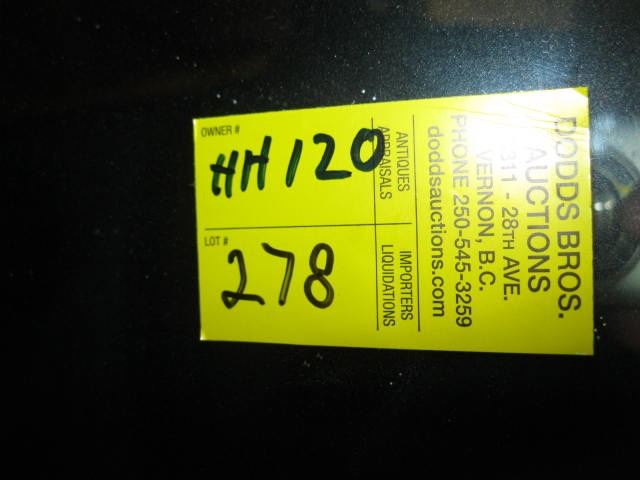 DODDS BROS.
AUCTIONS
311 - 28TH AVE.
VERNON, B.C.
PHONE 250-545-3259
doddsauctions.com
ANTIQUES IMPORTERS
APPRAISALS LIQUIDATIONS
OWNER #
HH120
LOT #
278